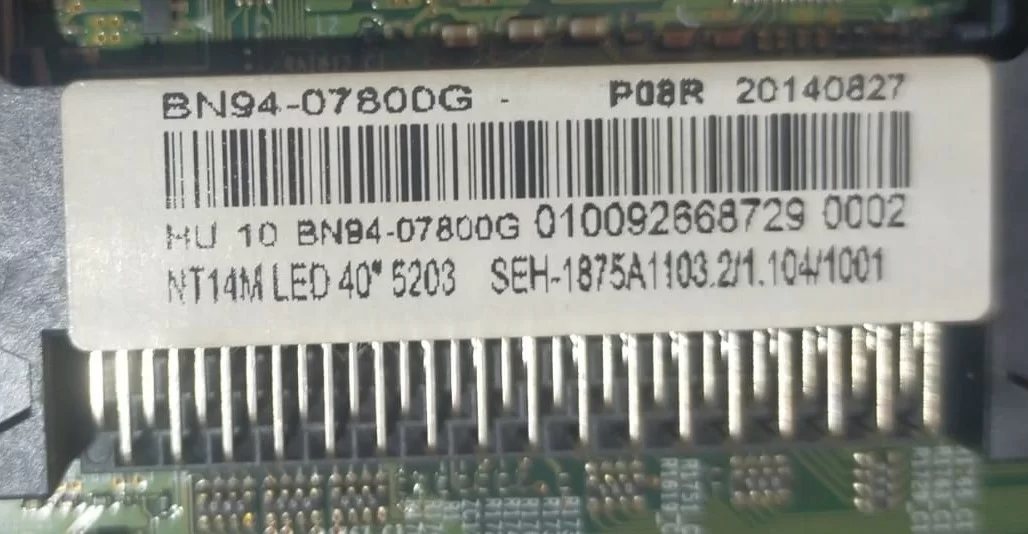 BN94-07800G - P08R 20140827
HU 10 BN94-07800G 010092668729 0002
NT14M LED 40" 5203 SEH-1875A1103.2/1.104/1001